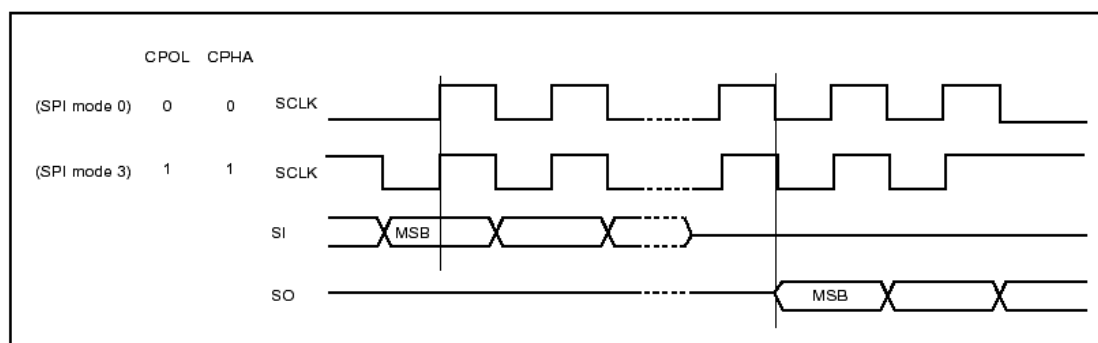 CPOL CPHA
(SPI mode 0) 0 0 SCLK
(SPI mode 3) 1 1 SCLK
SI MSB
SO MSB